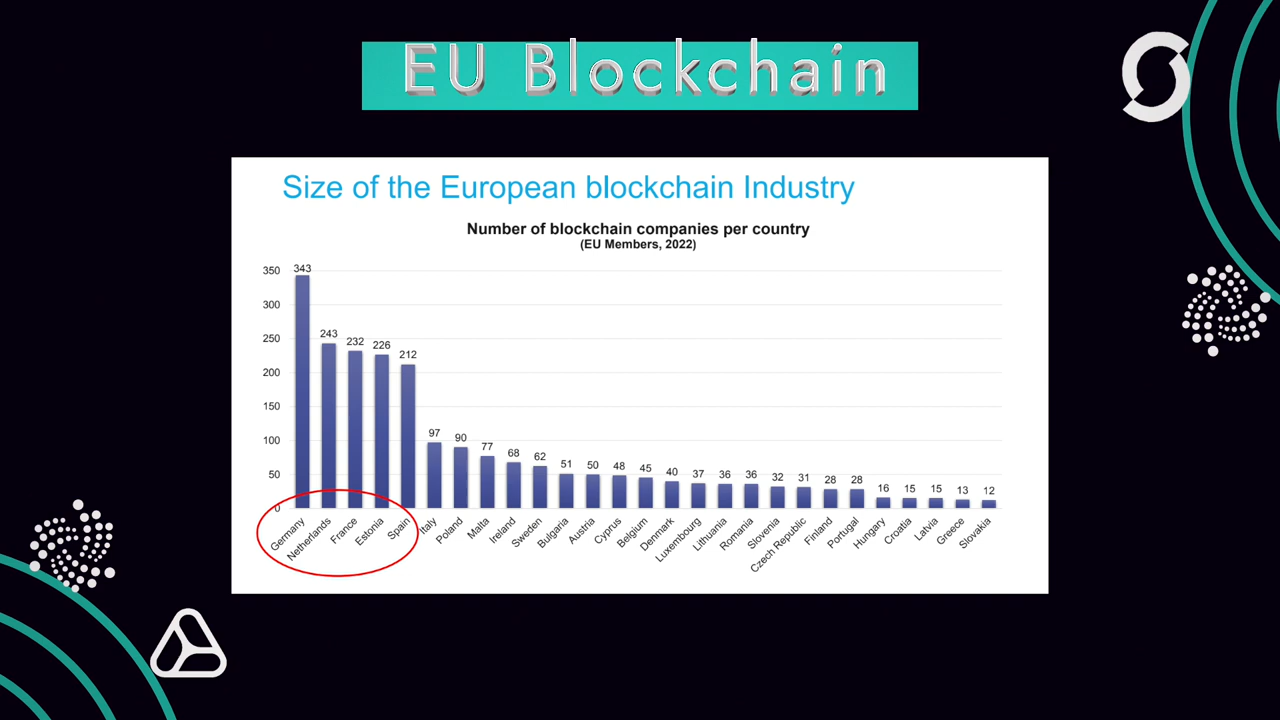 EU Blockchain
Size of the European blockchain Industry
Number of blockchain companies per country
(EU Members, 2022)
350
300
250
200
150
100
50
0
343
243
232
226
212
97
90
77
68
62
51
50
48
45
40
37
36
36
32
31
28
28
16
15
15
13
12
Germany
Netherlands
France
Estonia
Spain
Italy
Poland
Malta
Ireland
Sweden
Bulgaria
Austria
Cyprus
Belgium
Denmark
Luxembourg
Lithuania
Romania
Slovenia
Czech Republic
Finland
Portugal
Hungary
Croatia
Latvia
Greece
Slovakia